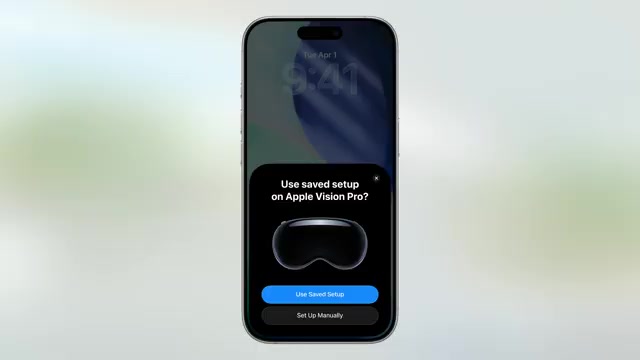 Tue Apr 1
9:41
Use saved setup
on Apple Vision Pro?
Use Saved Setup
Set Up Manually